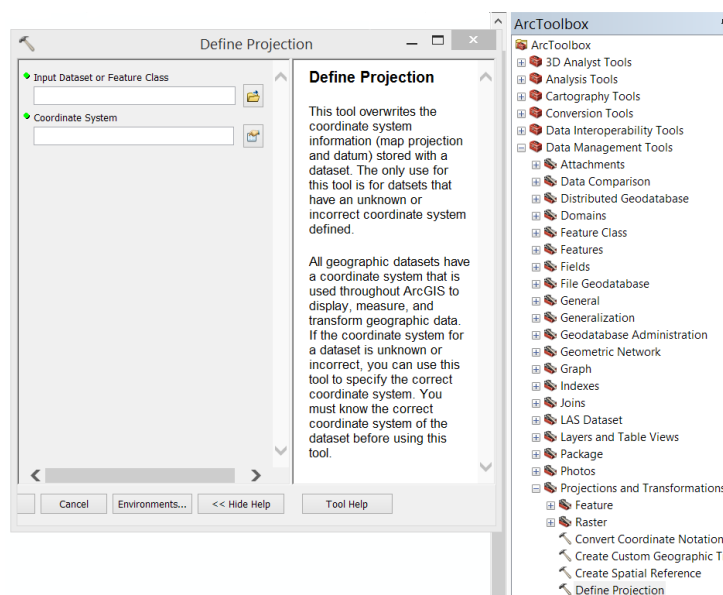 Define Projection
Input Dataset or Feature Class
Coordinate System
Define Projection
This tool overwrites the
coordinate system
information (map projection
and datum) stored with a
dataset. The only use for
this tool is for datsets that
have an unknown or
incorrect coordinate system
defined.
All geographic datasets have
a coordinate system that is
used throughout ArcGIS to
display, measure, and
transform geographic data.
If the coordinate system for
a dataset is unknown or
incorrect, you can use this
tool to specify the correct
coordinate system. You
must know the correct
coordinate system of the
dataset before using this
tool.
Cancel
Environments...
<< Hide Help
Tool Help
ArcToolbox
ArcToolbox
3D Analyst Tools
Analysis Tools
Cartography Tools
Conversion Tools
Data Interoperability Tools
Data Management Tools
Attachments
Data Comparison
Distributed Geodatabase
Domains
Feature Class
Features
Fields
File Geodatabase
General
Generalization
Geodatabase Administration
Geometric Network
Graph
Indexes
Joins
LAS Dataset
Layers and Table Views
Package
Photos
Projections and Transformations
Feature
Raster
Convert Coordinate Notation
Create Custom Geographic T
Create Spatial Reference
Define Projection